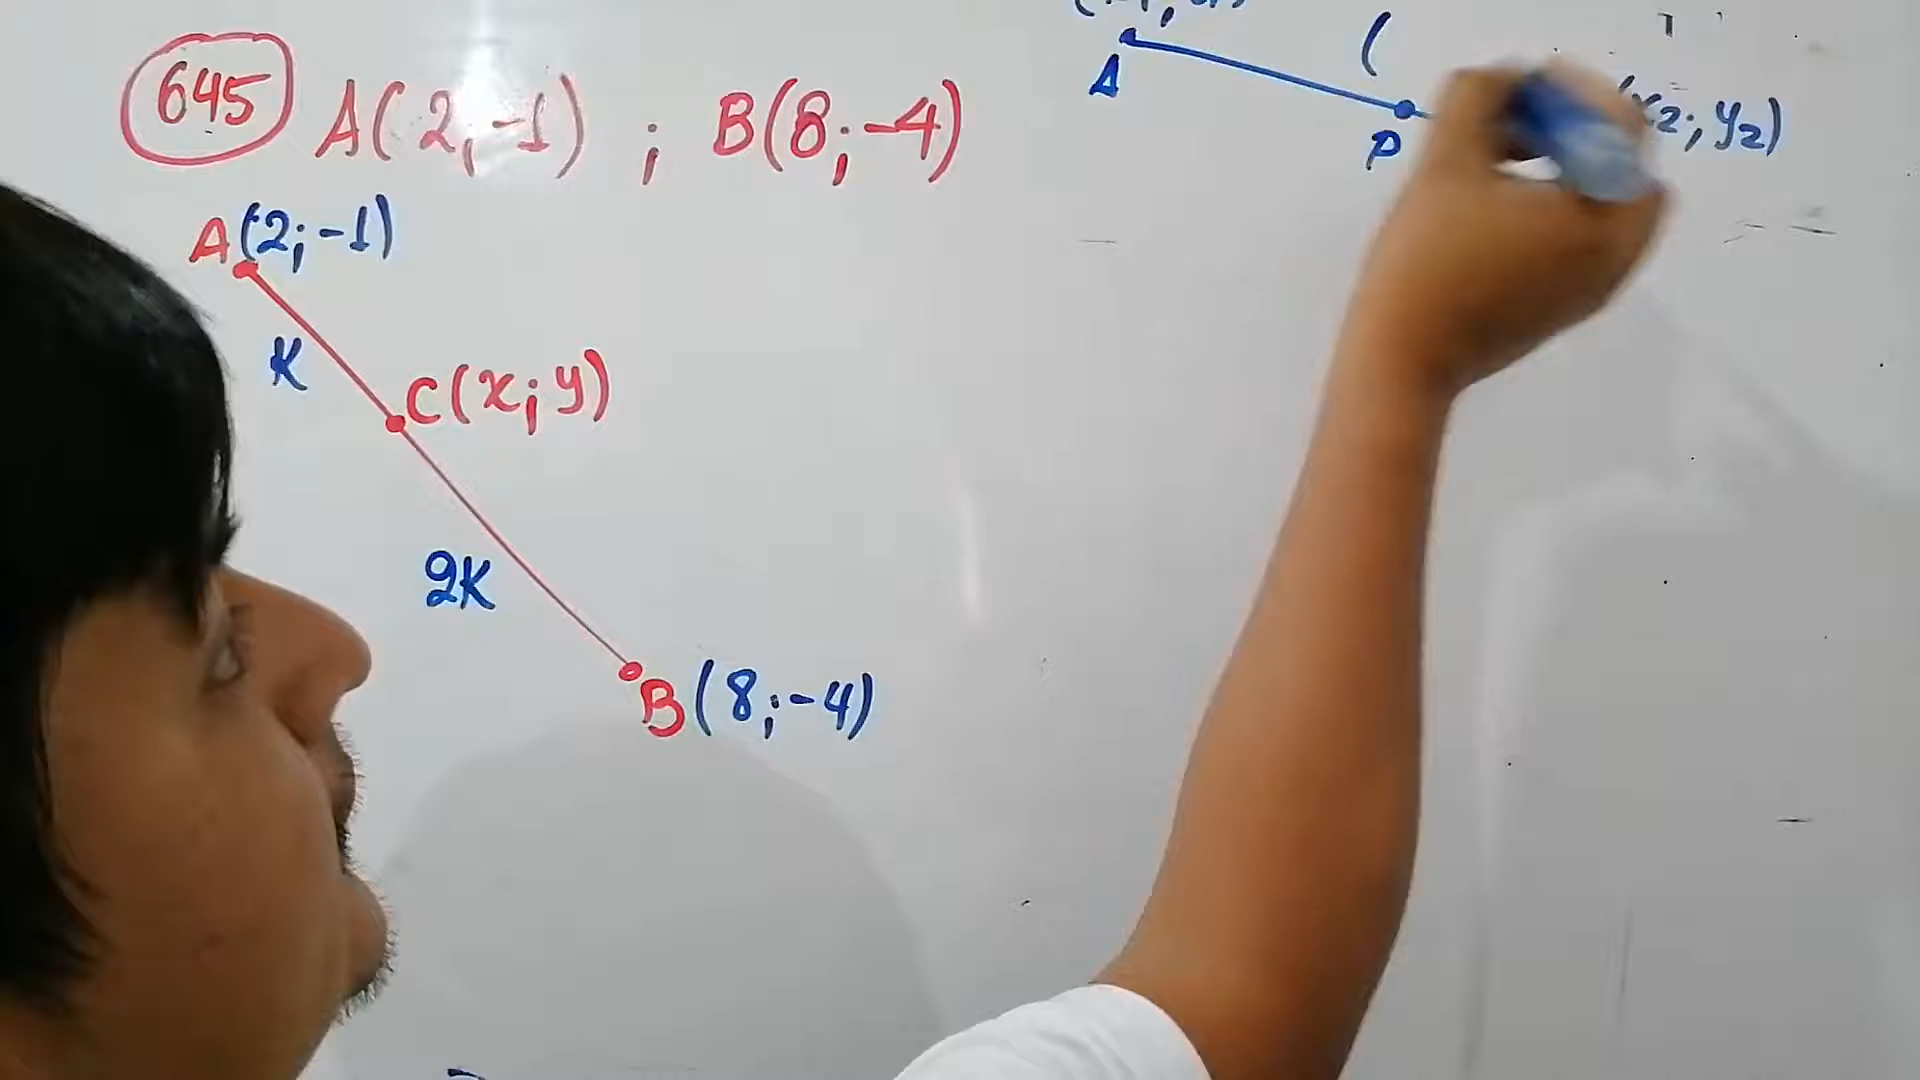 645 A(2;-1) ; B(8;-4)
A(2;-1)
K
C(x;y)
2K
B(8;-4)
A
(
P
(x2; y2)